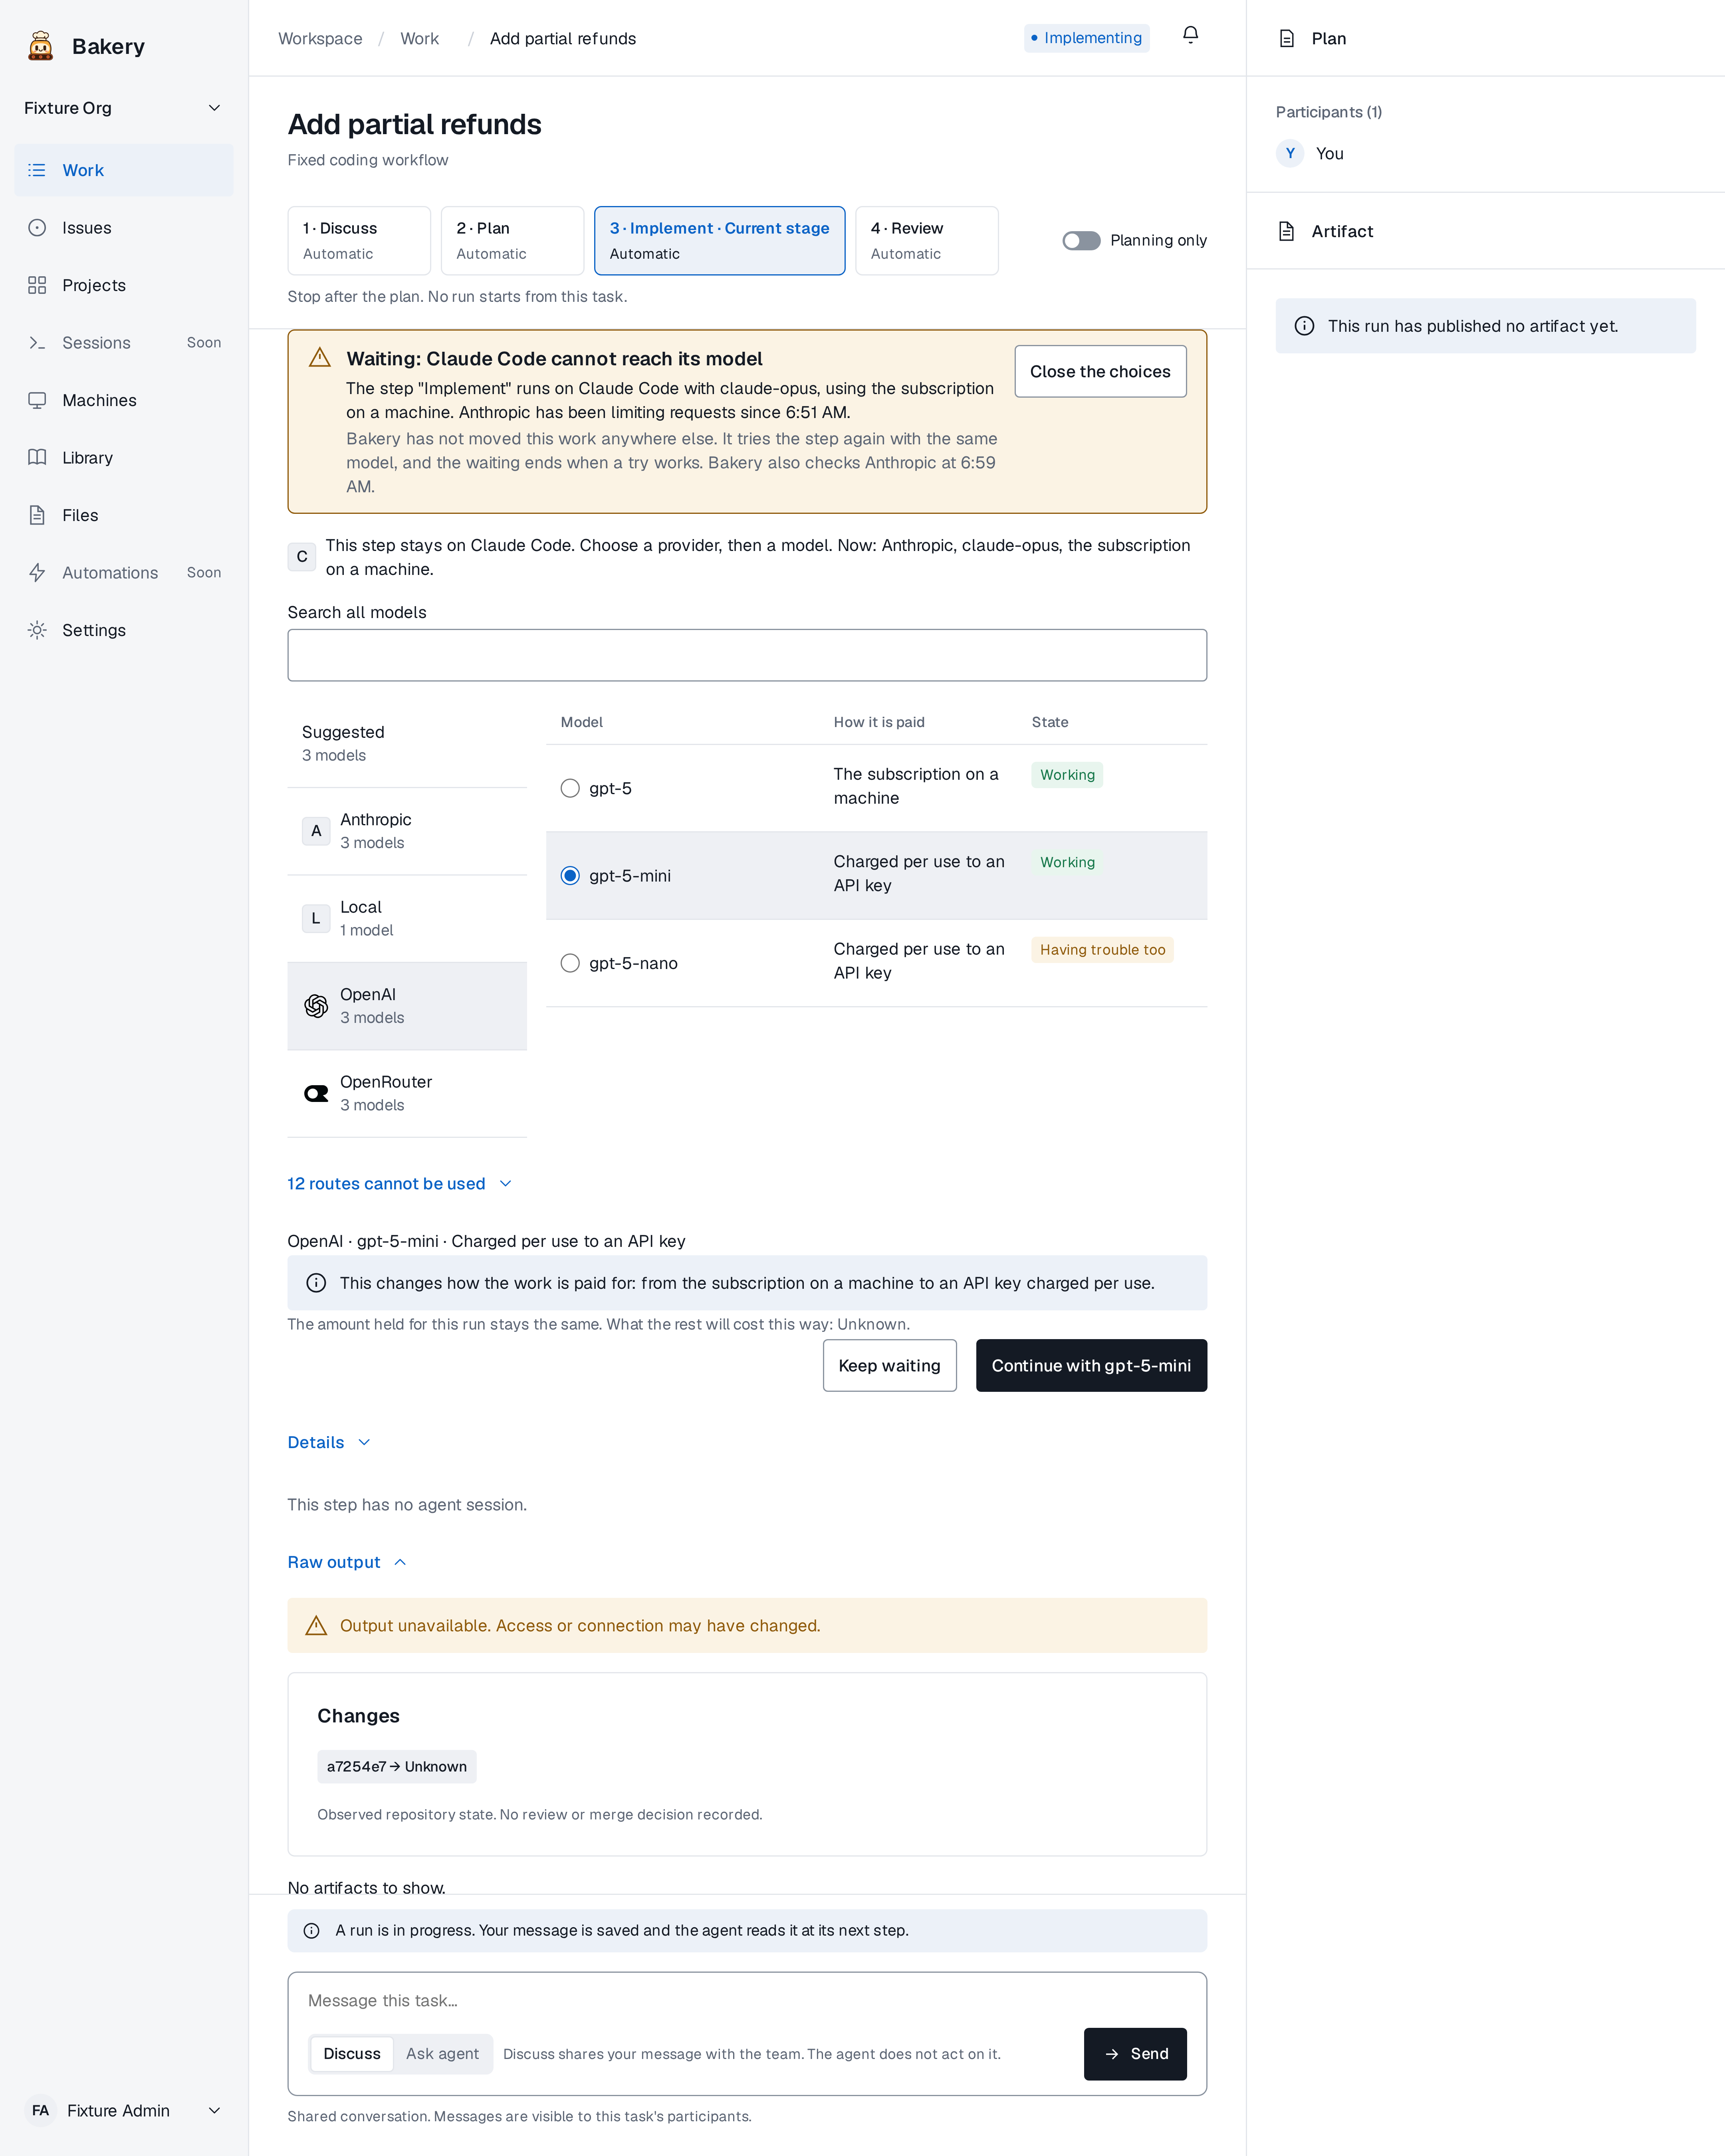 Bakery
Fixture Org
Work
Issues
Projects
Sessions Soon
Machines
Library
Files
Automations Soon
Settings
FA Fixture Admin
Workspace / Work / Add partial refunds
Implementing
Add partial refunds
Fixed coding workflow
1 · Discuss
Automatic
2 · Plan
Automatic
3 · Implement · Current stage
Automatic
4 · Review
Automatic
Planning only
Stop after the plan. No run starts from this task.
Waiting: Claude Code cannot reach its model
The step "Implement" runs on Claude Code with claude-opus, using the subscription
on a machine. Anthropic has been limiting requests since 6:51 AM.
Bakery has not moved this work anywhere else. It tries the step again with the same
model, and the waiting ends when a try works. Bakery also checks Anthropic at 6:59
AM.
Close the choices
C
This step stays on Claude Code. Choose a provider, then a model. Now: Anthropic, claude-opus, the subscription
on a machine.
Search all models
Suggested
3 models
A
Anthropic
3 models
L
Local
1 model
OpenAI
3 models
OpenRouter
3 models
Model How it is paid State
gpt-5
The subscription on a
machine
Working
gpt-5-mini
Charged per use to an
API key
Working
gpt-5-nano
Charged per use to an
API key
Having trouble too
12 routes cannot be used
OpenAI · gpt-5-mini · Charged per use to an API key
This changes how the work is paid for: from the subscription on a machine to an API key charged per use.
The amount held for this run stays the same. What the rest will cost this way: Unknown.
Keep waiting
Continue with gpt-5-mini
Details
This step has no agent session.
Raw output
Output unavailable. Access or connection may have changed.
Changes
a7254e7 → Unknown
Observed repository state. No review or merge decision recorded.
No artifacts to show.
A run is in progress. Your message is saved and the agent reads it at its next step.
Message this task...
Discuss Ask agent Discuss shares your message with the team. The agent does not act on it.
→ Send
Shared conversation. Messages are visible to this task's participants.
Plan
Participants (1)
Y You
Artifact
This run has published no artifact yet.